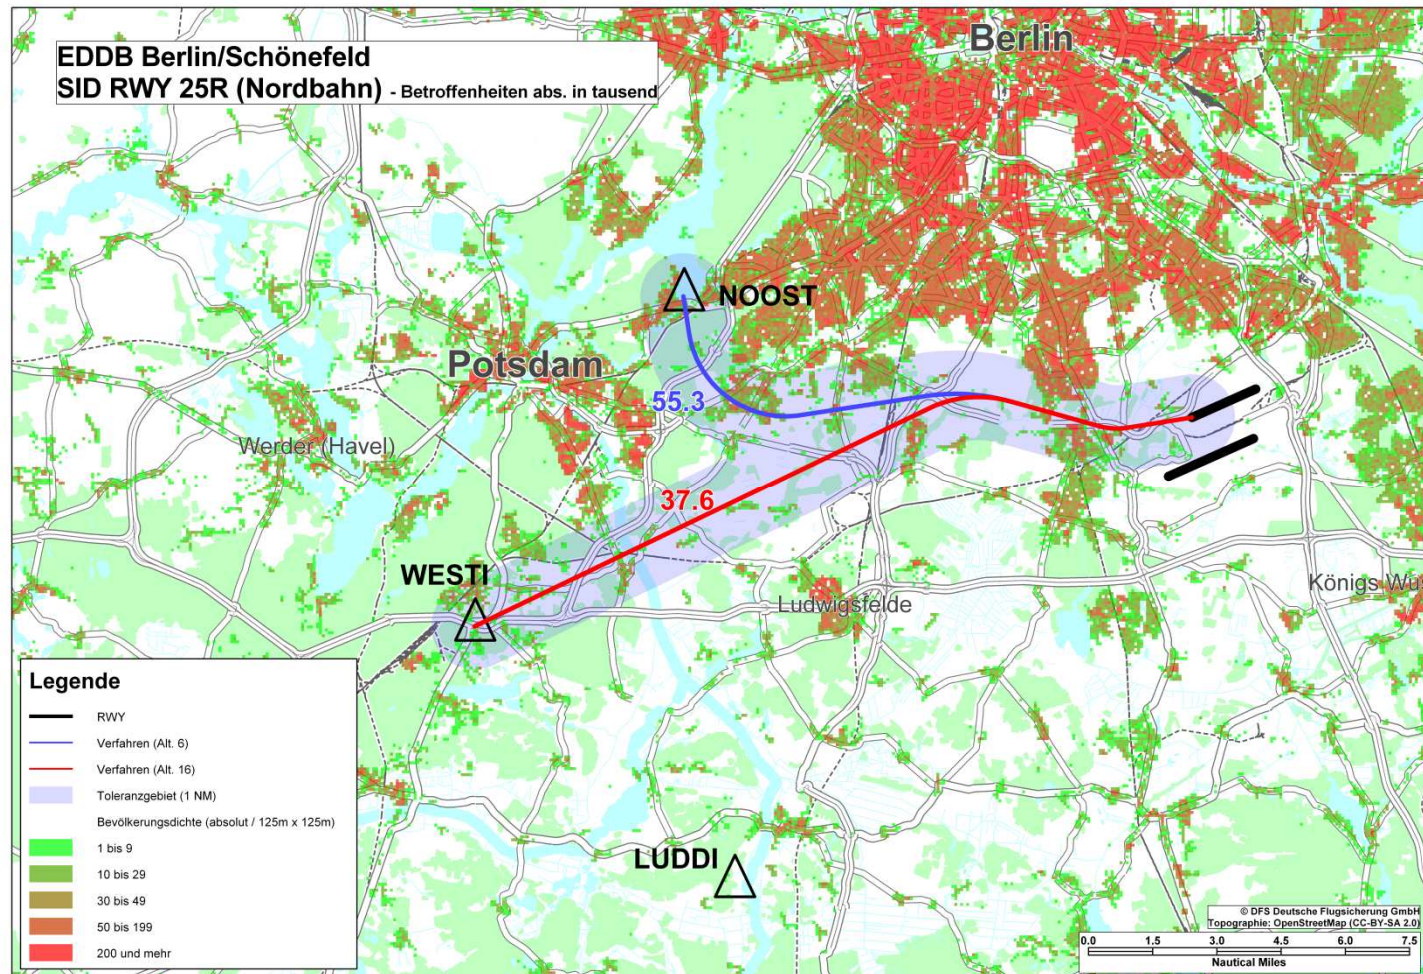 EDDB Berlin/Schönefeld
SID RWY 25R (Nordbahn) - Betroffenheiten abs. in tausend
Berlin
NOOST
Potsdam
55.3
Werder (Havel)
37.6
WESTI
Ludwigsfelde
Königs Wüs
LUDDI
Legende
RWY
Verfahren (Alt. 6)
Verfahren (Alt. 16)
Toleranzgebiet (1 NM)
Bevölkerungsdichte (absolut / 125m x 125m)
1 bis 9
10 bis 29
30 bis 49
50 bis 199
200 und mehr
© DFS Deutsche Flugsicherung GmbH
Topographie: OpenStreetMap (CC-BY-SA 2.0)
0.0 1.5 3.0 4.5 6.0 7.5
Nautical Miles